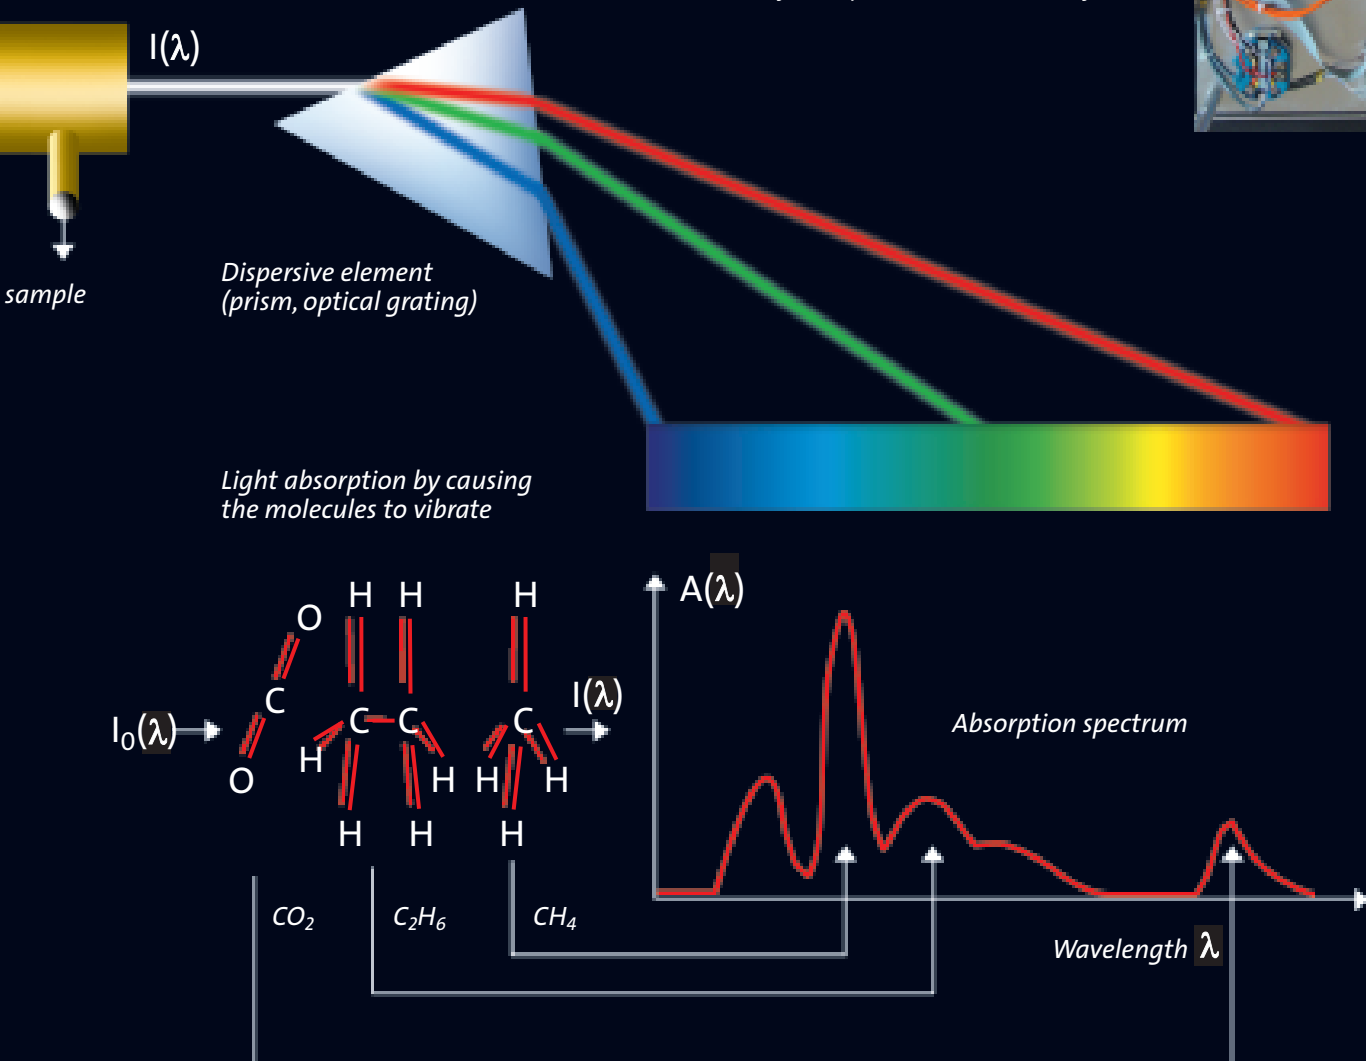 I(λ)
sample
Dispersive element
(prism, optical grating)
Light absorption by causing
the molecules to vibrate
A(λ)
H H H
O
C
I(λ)
I₀(λ)
C C C
Absorption spectrum
H H H H
O
H H H
CO₂ C₂H₆ CH₄
Wavelength λ